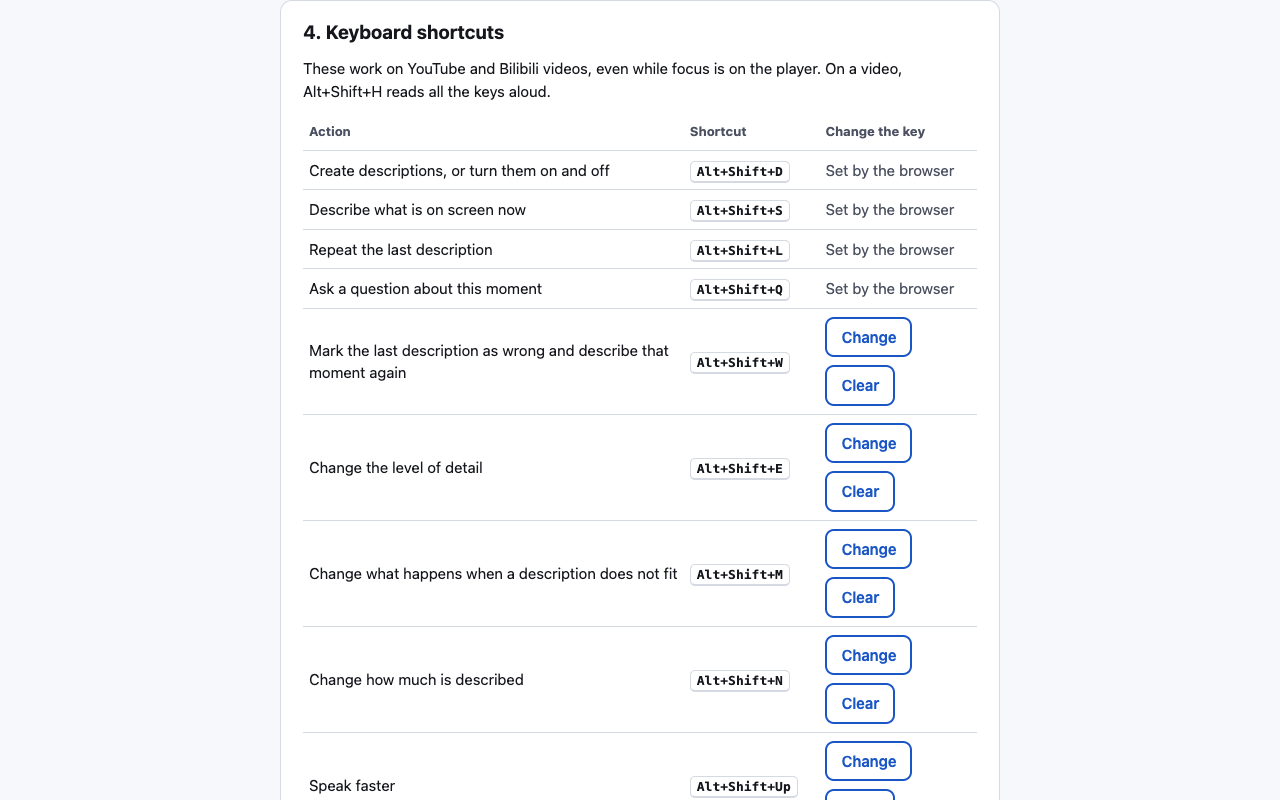 4. Keyboard shortcuts
These work on YouTube and Bilibili videos, even while focus is on the player. On a video,
Alt+Shift+H reads all the keys aloud.
Action Shortcut Change the key
Create descriptions, or turn them on and off Alt+Shift+D Set by the browser
Describe what is on screen now Alt+Shift+S Set by the browser
Repeat the last description Alt+Shift+L Set by the browser
Ask a question about this moment Alt+Shift+Q Set by the browser
Mark the last description as wrong and describe that
moment again Alt+Shift+W Change
Clear
Change the level of detail Alt+Shift+E Change
Clear
Change what happens when a description does not fit Alt+Shift+M Change
Clear
Change how much is described Alt+Shift+N Change
Clear
Speak faster Alt+Shift+Up Change